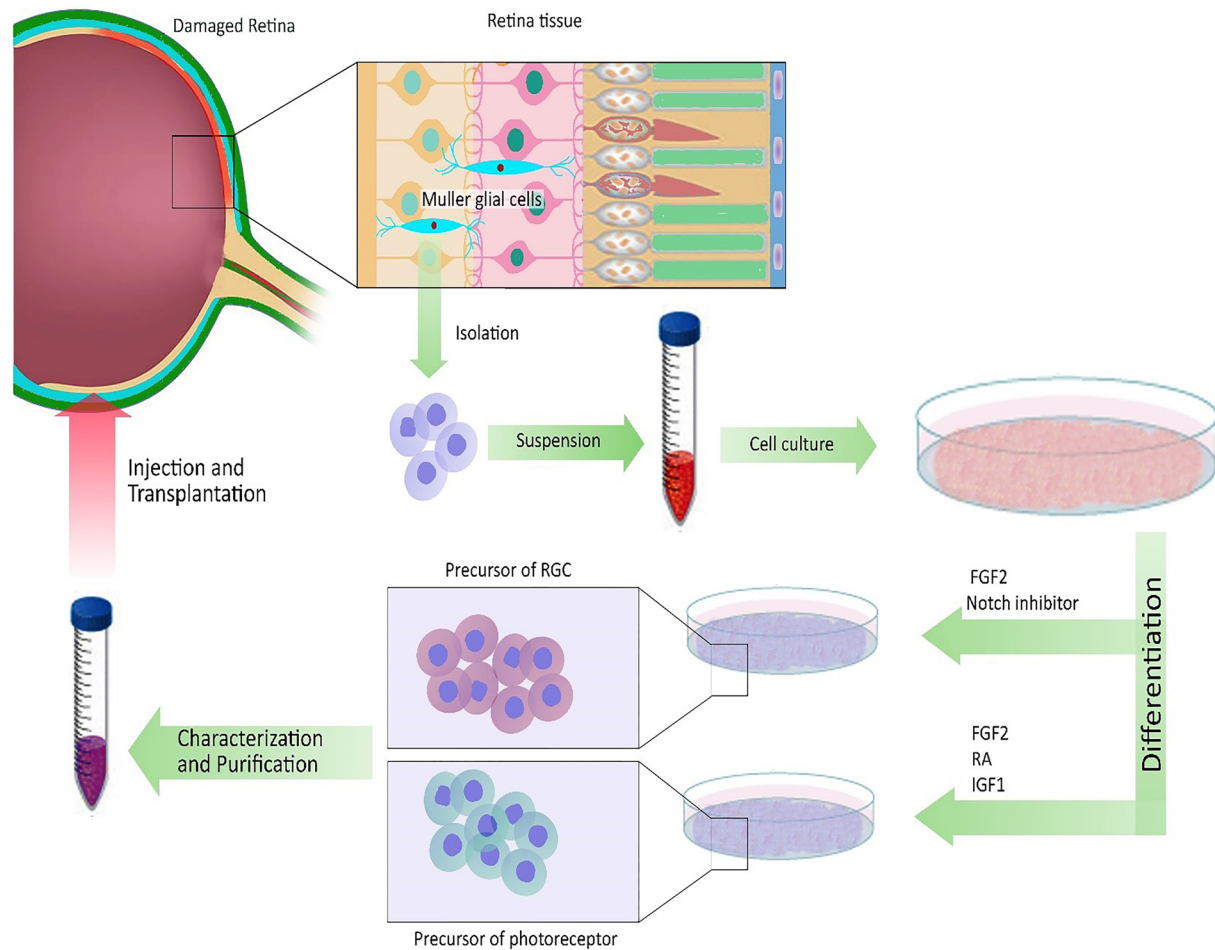 Damaged Retina
Retina tissue
Muller glial cells
Isolation
Suspension
Cell culture
Injection and
Transplantation
Precursor of RGC
FGF2
Notch inhibitor
Differentiation
FGF2
RA
IGF1
Characterization
and Purification
Precursor of photoreceptor